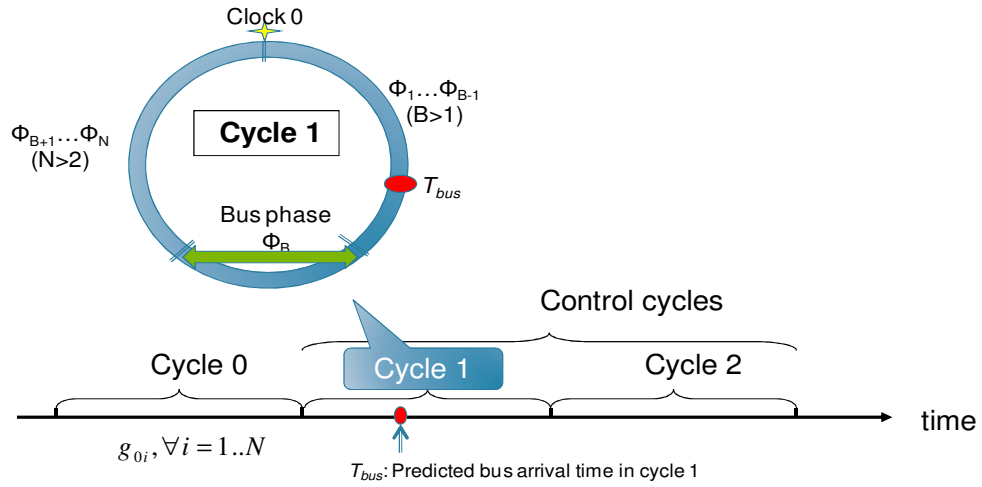 Clock 0
Φ1…ΦB-1
(B>1)
ΦB+1…ΦN
(N>2)
Cycle 1
Tbus
Bus phase
ΦB
Control cycles
Cycle 0
Cycle 1
Cycle 2
time
g0i, ∀i = 1..N
Tbus: Predicted bus arrival time in cycle 1